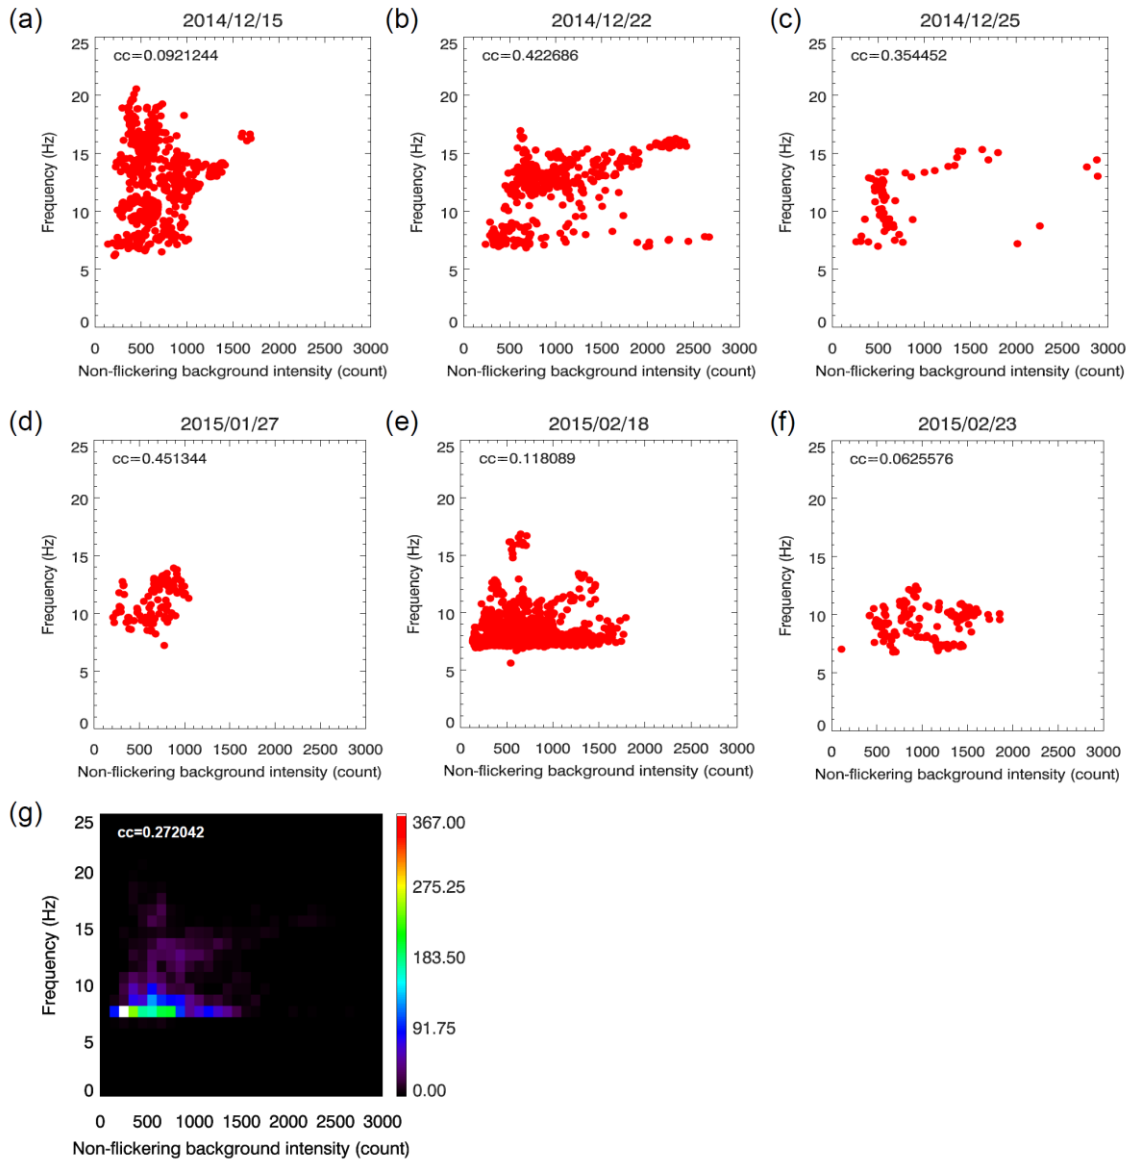 (a)
2014/12/15
cc=0.0921244
25
20
15
10
5
0
Frequency (Hz)
0 500 1000 1500 2000 2500 3000
Non-flickering background intensity (count)
(b)
2014/12/22
cc=0.422686
25
20
15
10
5
0
Frequency (Hz)
0 500 1000 1500 2000 2500 3000
Non-flickering background intensity (count)
(c)
2014/12/25
cc=0.354452
25
20
15
10
5
0
Frequency (Hz)
0 500 1000 1500 2000 2500 3000
Non-flickering background intensity (count)
(d)
2015/01/27
cc=0.451344
25
20
15
10
5
0
Frequency (Hz)
0 500 1000 1500 2000 2500 3000
Non-flickering background intensity (count)
(e)
2015/02/18
cc=0.118089
25
20
15
10
5
0
Frequency (Hz)
0 500 1000 1500 2000 2500 3000
Non-flickering background intensity (count)
(f)
2015/02/23
cc=0.0625576
25
20
15
10
5
0
Frequency (Hz)
0 500 1000 1500 2000 2500 3000
Non-flickering background intensity (count)
(g)
cc=0.272042
25
20
15
10
5
0
Frequency (Hz)
0 500 1000 1500 2000 2500 3000
Non-flickering background intensity (count)
367.00
275.25
183.50
91.75
0.00